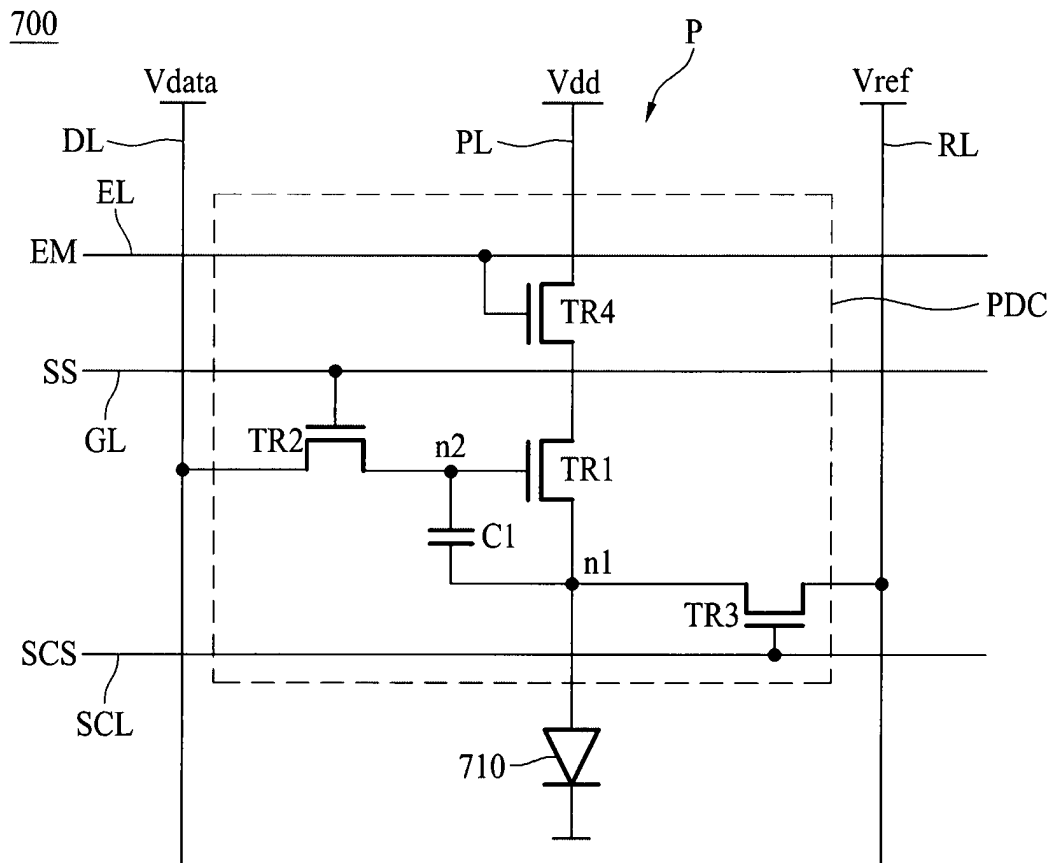 700
P
Vdata
Vdd
Vref
DL
PL
RL
EL
EM
TR4
PDC
SS
GL
TR2
n2
TR1
C1
n1
TR3
SCS
SCL
710